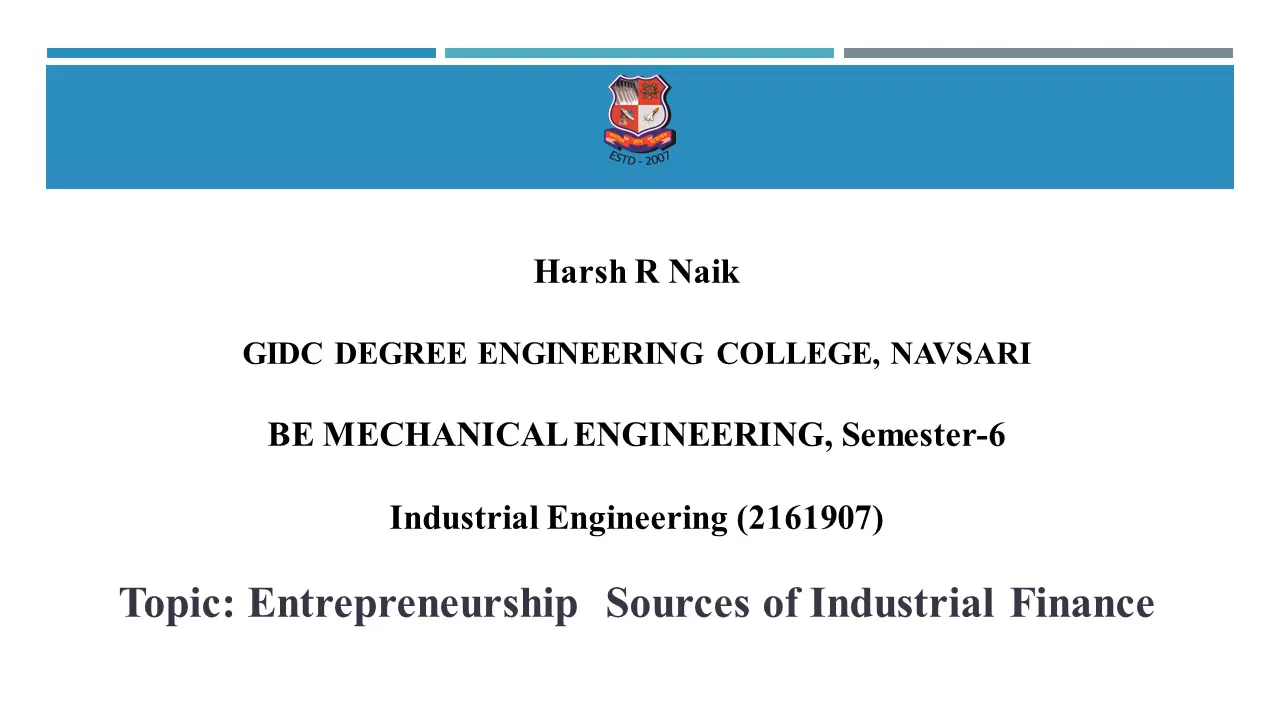 ESTD - 2007
Harsh R Naik
GIDC DEGREE ENGINEERING COLLEGE, NAVSARI
BE MECHANICAL ENGINEERING, Semester-6
Industrial Engineering (2161907)
Topic: Entrepreneurship Sources of Industrial Finance